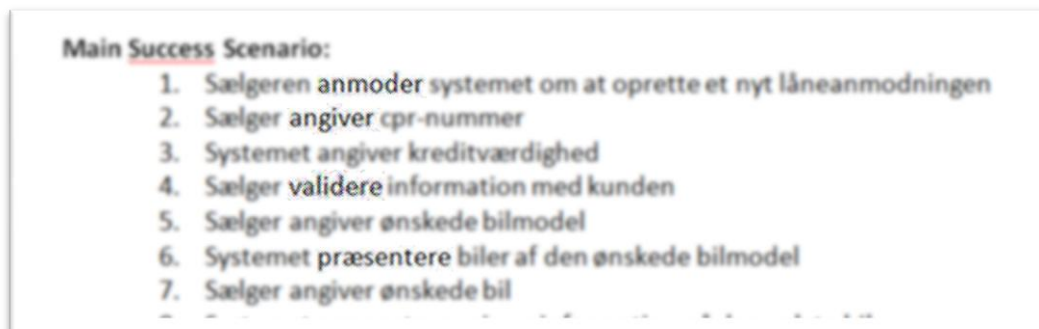 Main Success Scenario:
1. Sælgeren anmoder systemet om at oprette et nyt låneanmodningen
2. Sælger angiver cpr-nummer
3. Systemet angiver kreditværdighed
4. Sælger validere information med kunden
5. Sælger angiver ønskede bilmodel
6. Systemet præsentere biler af den ønskede bilmodel
7. Sælger angiver ønskede bil